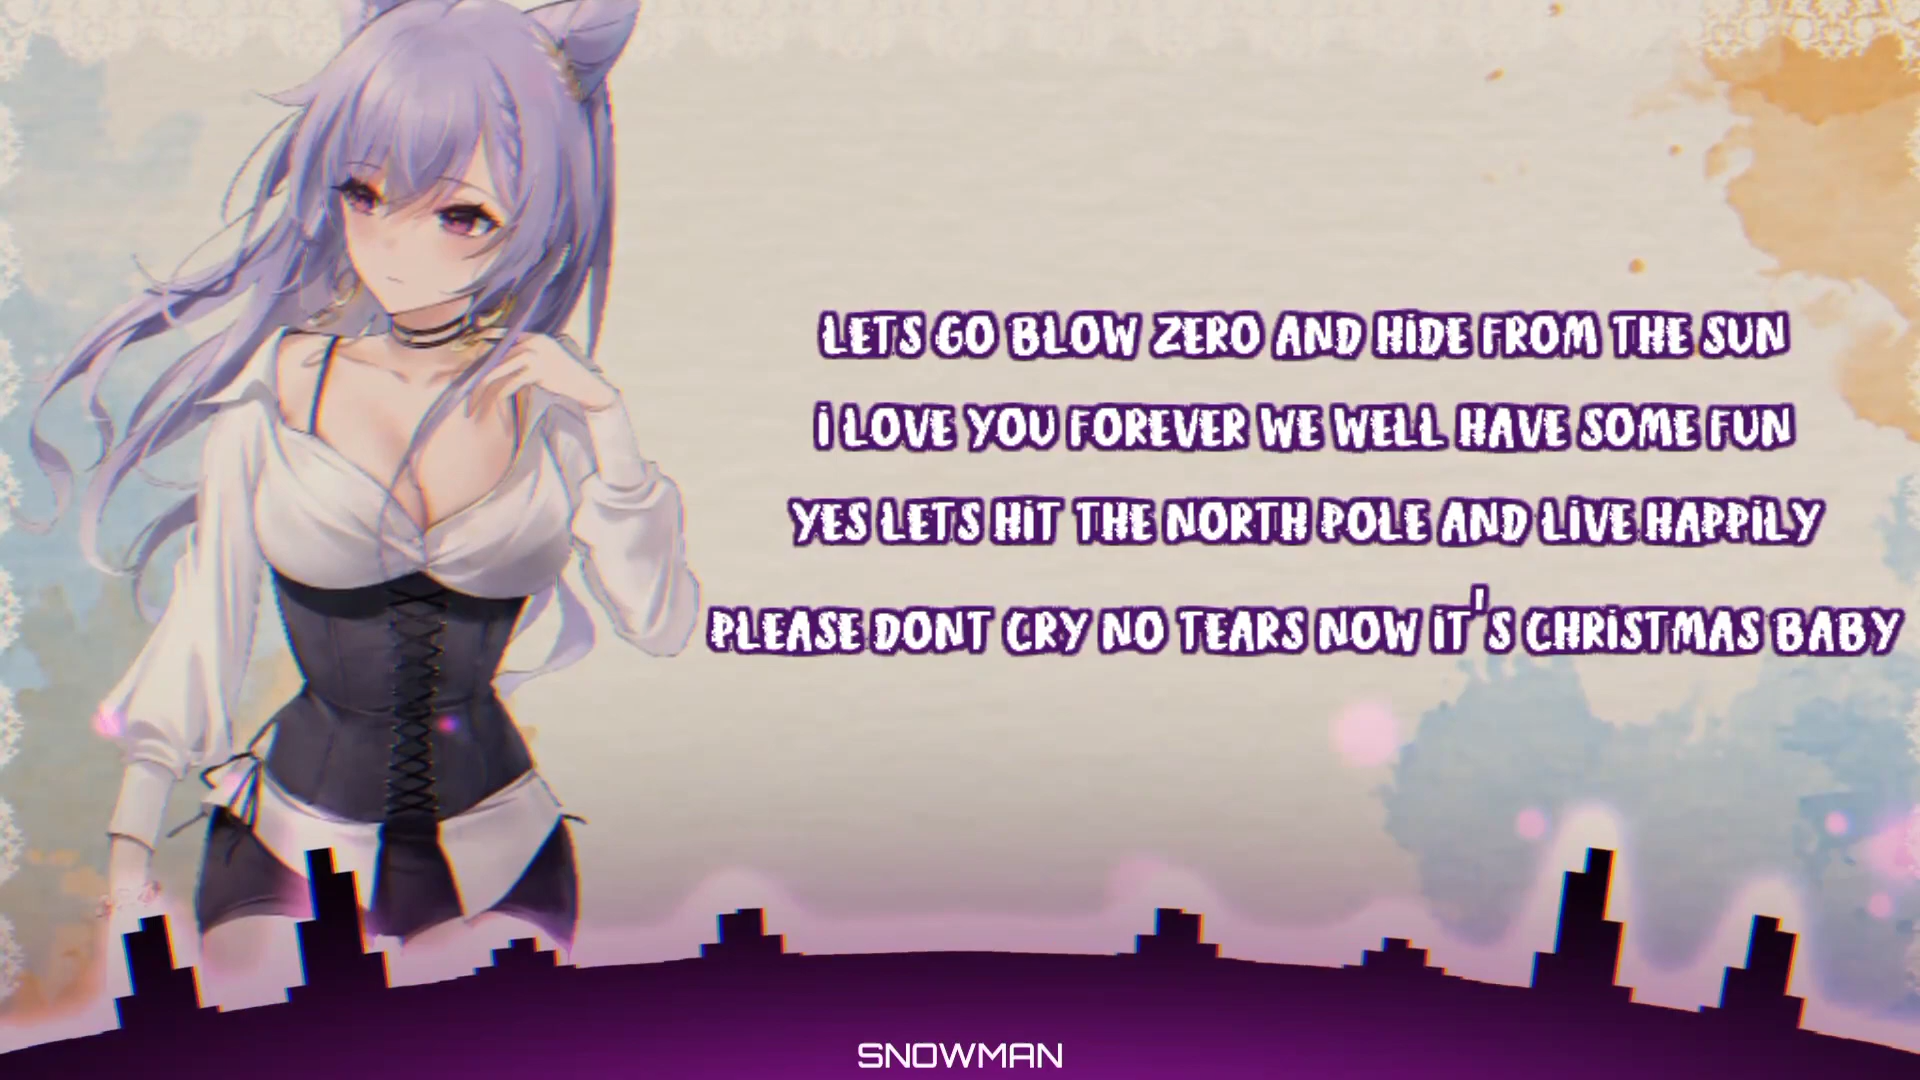 LETS GO BLOW ZERO AND HIDE FROM THE SUN
I LOVE YOU FOREVER WE WELL HAVE SOME FUN
YES LETS HIT THE NORTH POLE AND LIVE HAPPILY
PLEASE DONT CRY NO TEARS NOW IT'S CHRISTMAS BABY
SNOWMAN